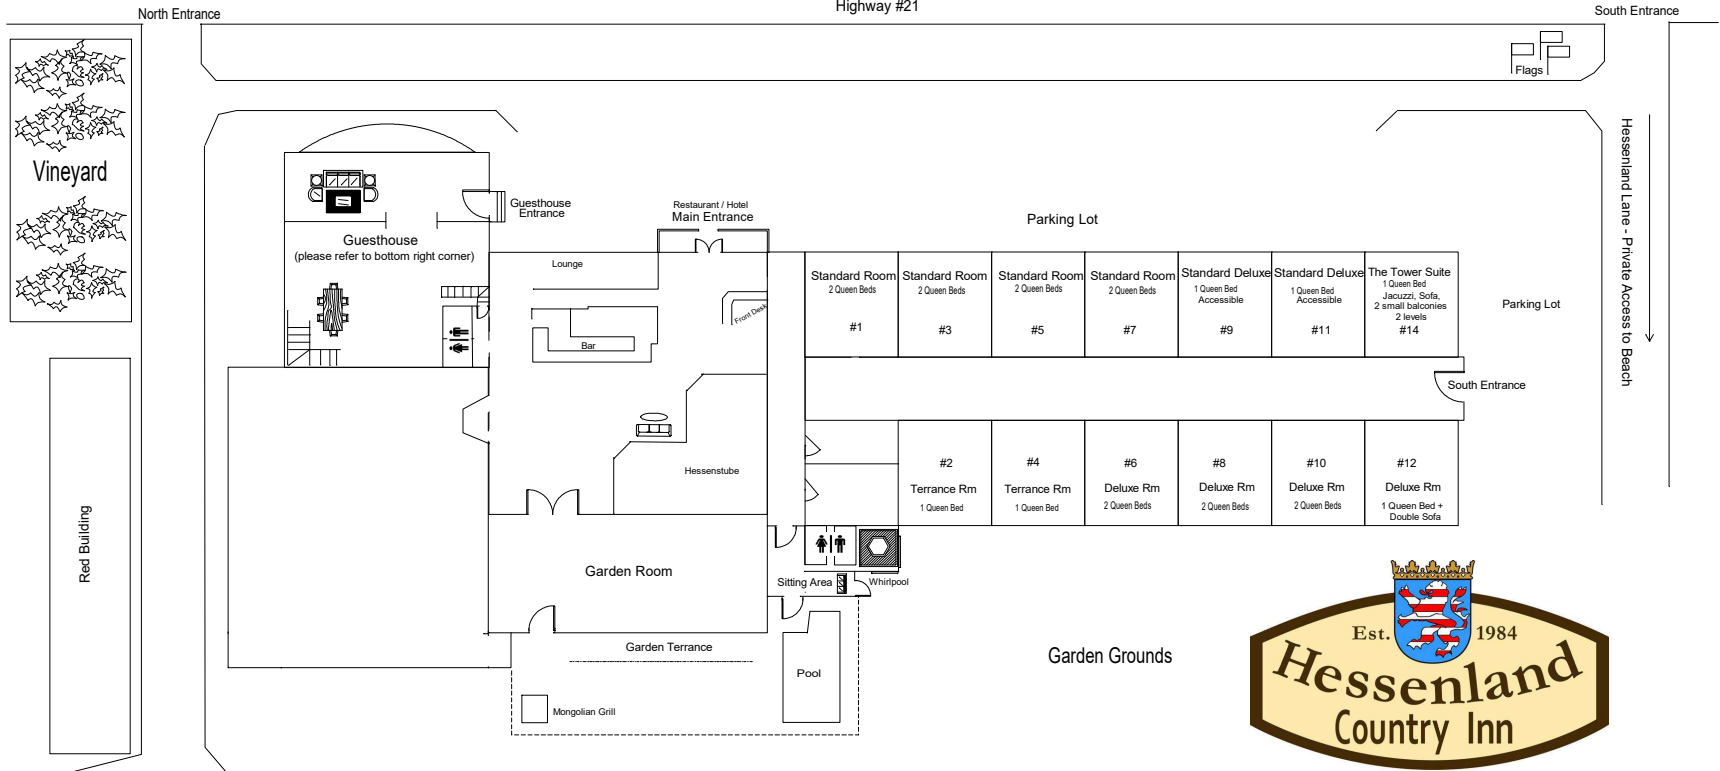 Highway #21
North Entrance
South Entrance
Flags
Vineyard
Hessenland Lane - Private Access to Beach
Guesthouse
Entrance
Restaurant / Hotel
Main Entrance
Parking Lot
Guesthouse
(please refer to bottom right corner)
Lounge
Front Desk
Bar
Standard Room
2 Queen Beds
#1
Standard Room
2 Queen Beds
#3
Standard Room
2 Queen Beds
#5
Standard Room
2 Queen Beds
#7
Standard Deluxe
1 Queen Bed
Accessible
#9
Standard Deluxe
1 Queen Bed
Accessible
#11
The Tower Suite
1 Queen Bed
Jacuzzi, Sofa,
2 small balconies
2 levels
#14
Parking Lot
South Entrance
Hessenstube
#2
Terrance Rm
1 Queen Bed
#4
Terrance Rm
1 Queen Bed
#6
Deluxe Rm
2 Queen Beds
#8
Deluxe Rm
2 Queen Beds
#10
Deluxe Rm
2 Queen Beds
#12
Deluxe Rm
1 Queen Bed +
Double Sofa
Red Building
Garden Room
Sitting Area
Whirlpool
Garden Terrance
Pool
Mongolian Grill
Garden Grounds
Est. 1984
Hessenland
Country Inn